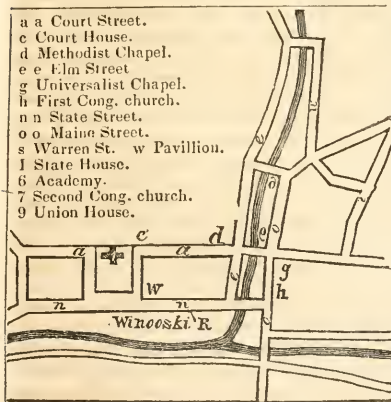 a a Court Street.
c Court House.
d Methodist Chapel.
e e Elm Street
g Universalist Chapel.
h First Cong. church.
n n State Street.
o o Maine Street.
s Warren St. w Pavillion.
1 State House.
6 Academy.
7 Second Cong. church.
9 Union House.
c
d
a
a
e
e
o
e
o
g
h
W
n
n
Winooski R